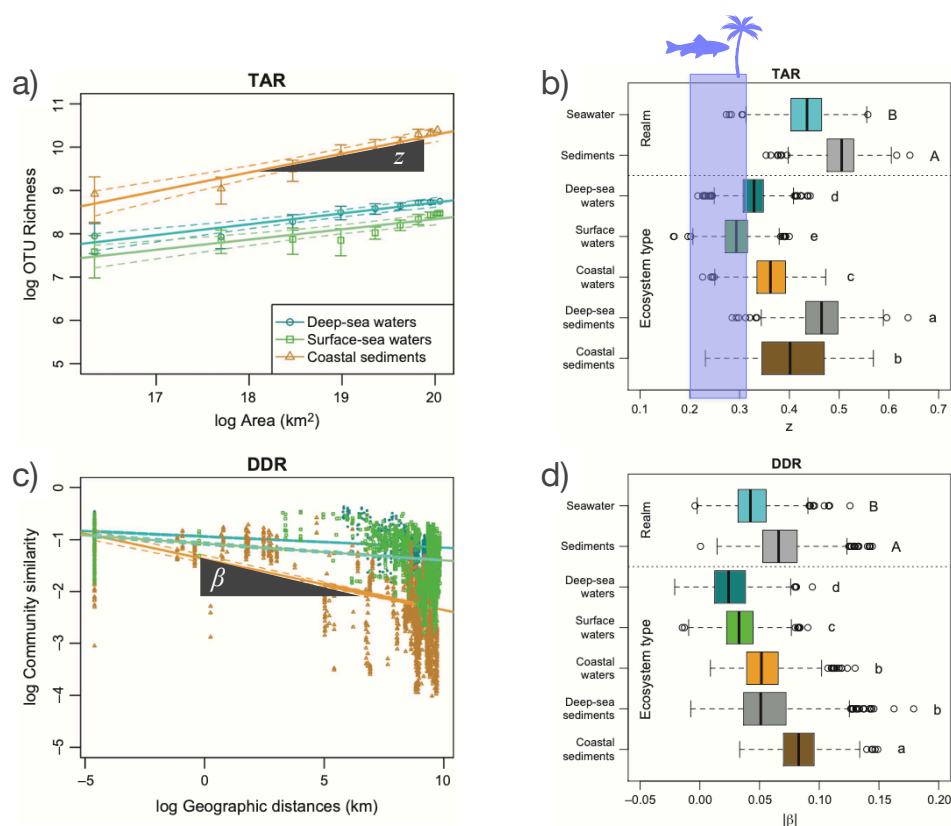 a)
TAR
log OTU Richness
11
10
9
8
7
6
5
z
Deep-sea waters
Surface-sea waters
Coastal sediments
17
18
19
20
log Area (km²)
b)
TAR
Realm
Ecosystem type
Seawater
B
Sediments
A
Deep-sea
waters
d
Surface
waters
e
Coastal
waters
c
Deep-sea
sediments
a
Coastal
sediments
b
0.1
0.2
0.3
0.4
0.5
0.6
0.7
z
c)
DDR
log Community similarity
0
−1
−2
−3
−4
−5
β
−5
0
5
10
log Geographic distances (km)
d)
DDR
Realm
Ecosystem type
Seawater
B
Sediments
A
Deep-sea
waters
d
Surface
waters
c
Coastal
waters
b
Deep-sea
sediments
b
Coastal
sediments
a
−0.05
0.00
0.05
0.10
0.15
0.20
|β|